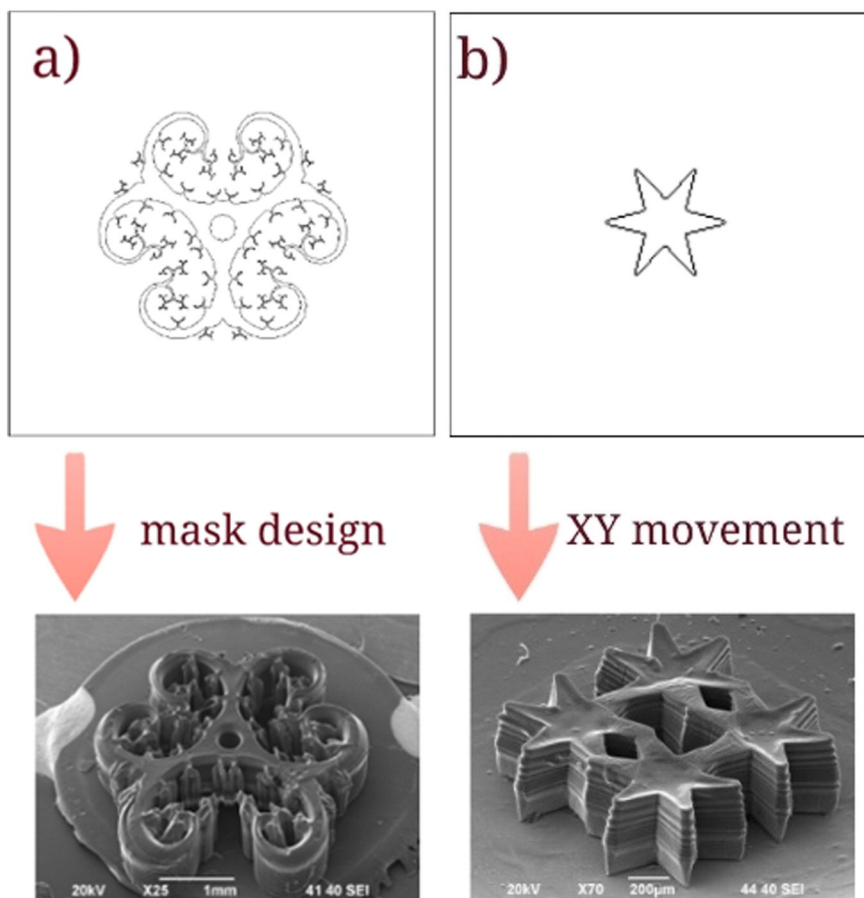 a)
b)
mask design
XY movement
20kV X25 1mm 41 40 SEI
20kV X70 200µm 44 40 SEI